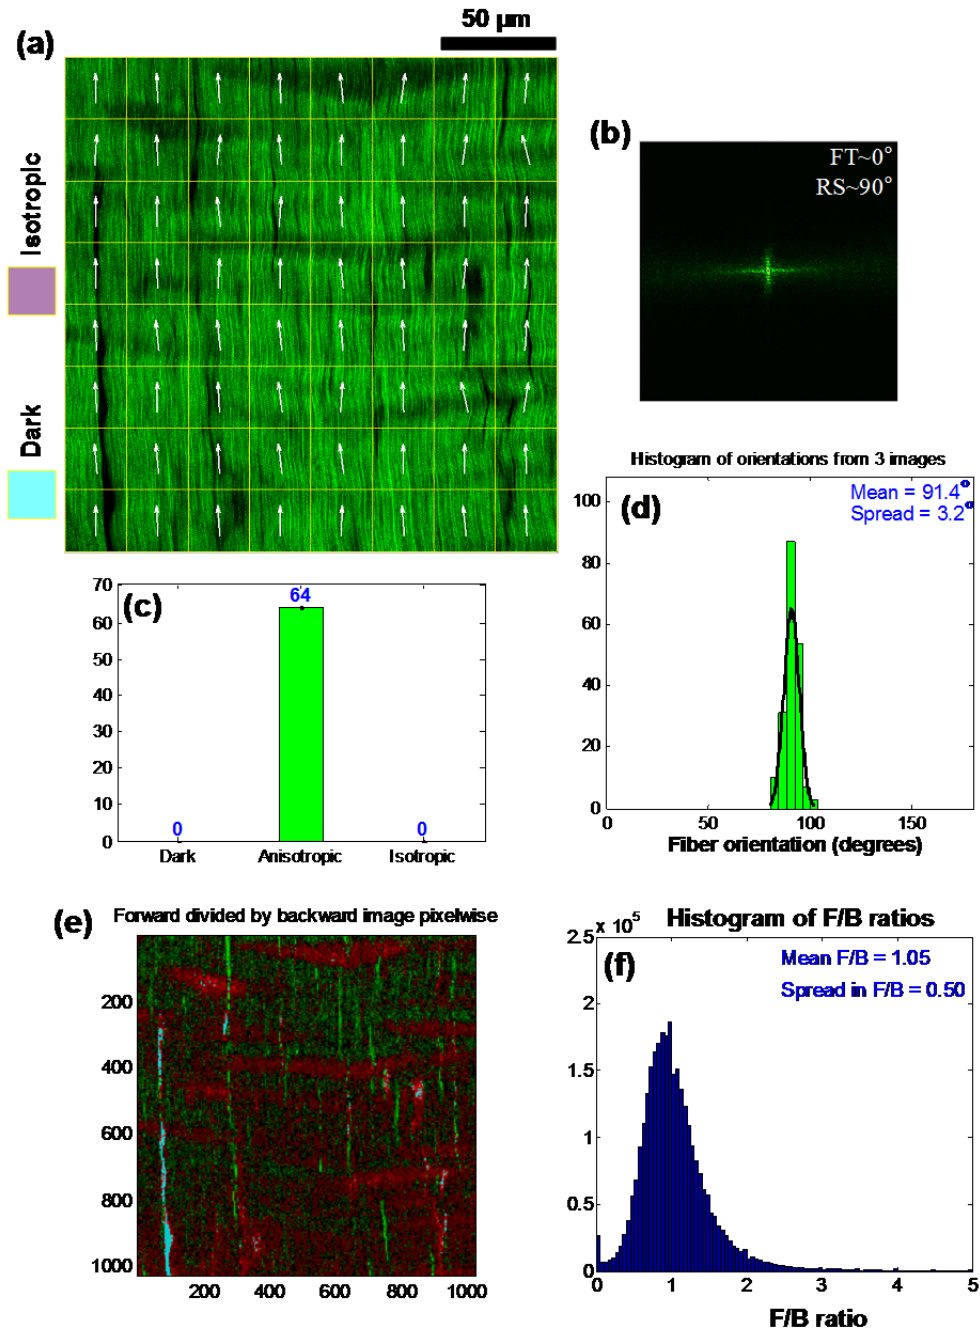 (a)
50 µm
Isotropic
Dark
(b)
FT~0°
RS~90°
(c)
70
60
50
40
30
20
10
0
0
64
0
Dark
Anisotropic
Isotropic
Histogram of orientations from 3 images
(d)
Mean = 91.4°
Spread = 3.2°
100
80
60
40
20
0
0
50
100
150
Fiber orientation (degrees)
(e)
Forward divided by backward image pixelwise
200
400
600
800
1000
200
400
600
800
1000
Histogram of F/B ratios
x 10⁵
(f)
Mean F/B = 1.05
Spread in F/B = 0.50
2.5
2
1.5
1
0.5
0
0
1
2
3
4
5
F/B ratio